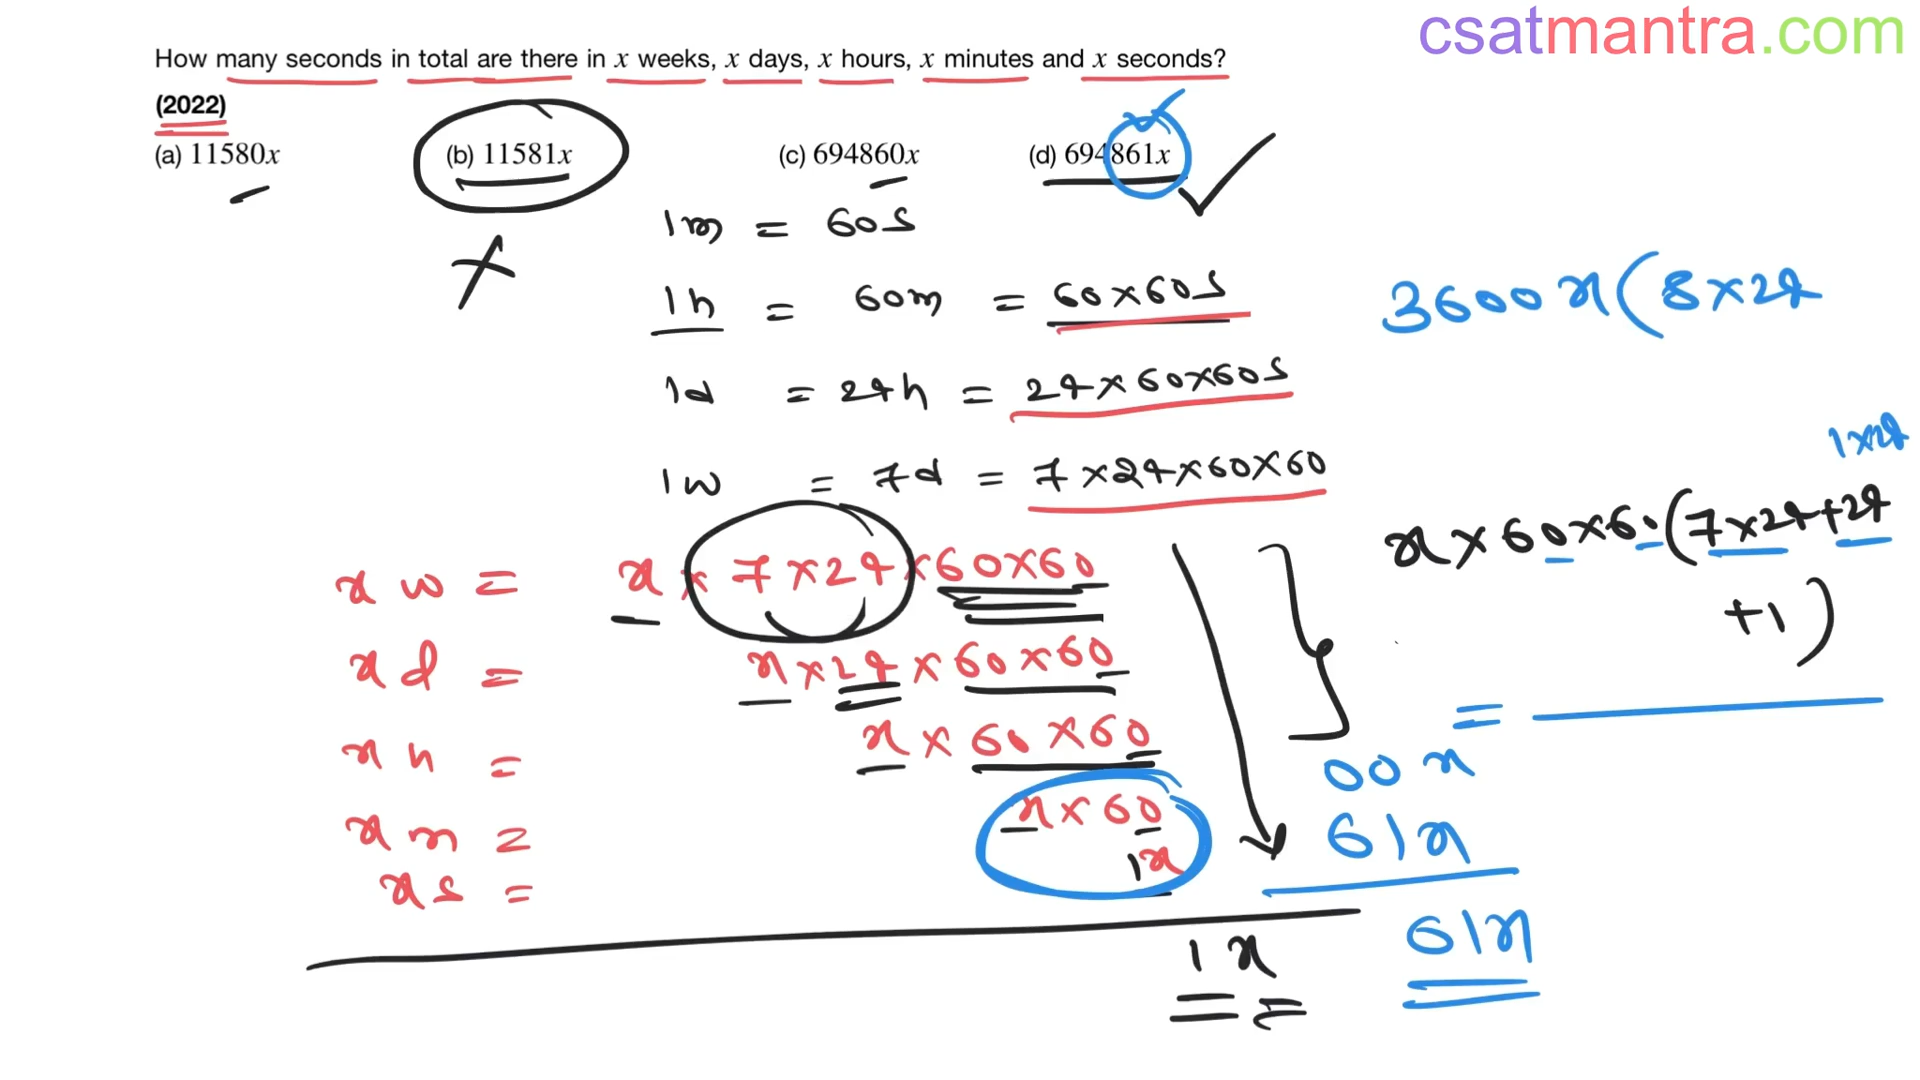 csatmantra.com
How many seconds in total are there in x weeks, x days, x hours, x minutes and x seconds?
(2022)
(a) 11580x (b) 11581x (c) 694860x (d) 694861x
1m = 60s
1h = 60m = 60×60s
3600x(8×24
1d = 24h = 24×60×60s
1×24
1w = 7d = 7×24×60×60
x×60×60(7×24+24
+1)
x w = x × 7×24×60×60
x d = x×24×60×60
=
x h = x×60×60
00x
x m = x×60
61x
x s = 1x
1x =
61x